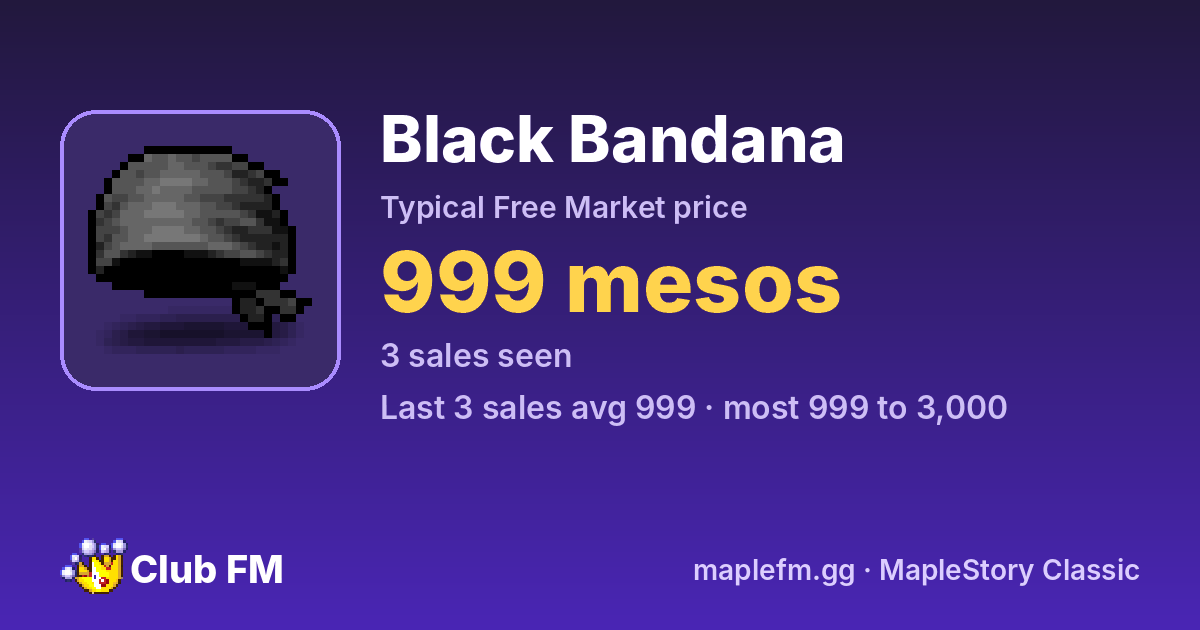 Black Bandana
Typical Free Market price
999 mesos
3 sales seen
Last 3 sales avg 999 · most 999 to 3,000
Club FM
maplefm.gg · MapleStory Classic